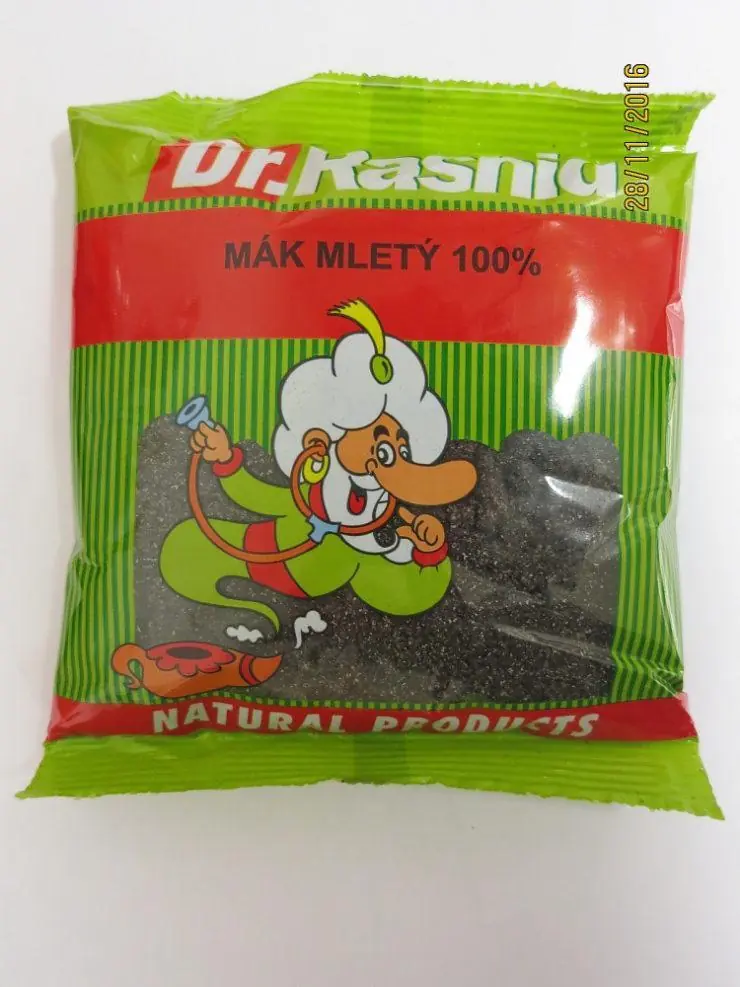 Dr.Kasnia
MÁK MLETÝ 100%
NATURAL PRODUCTS
28/11/2016